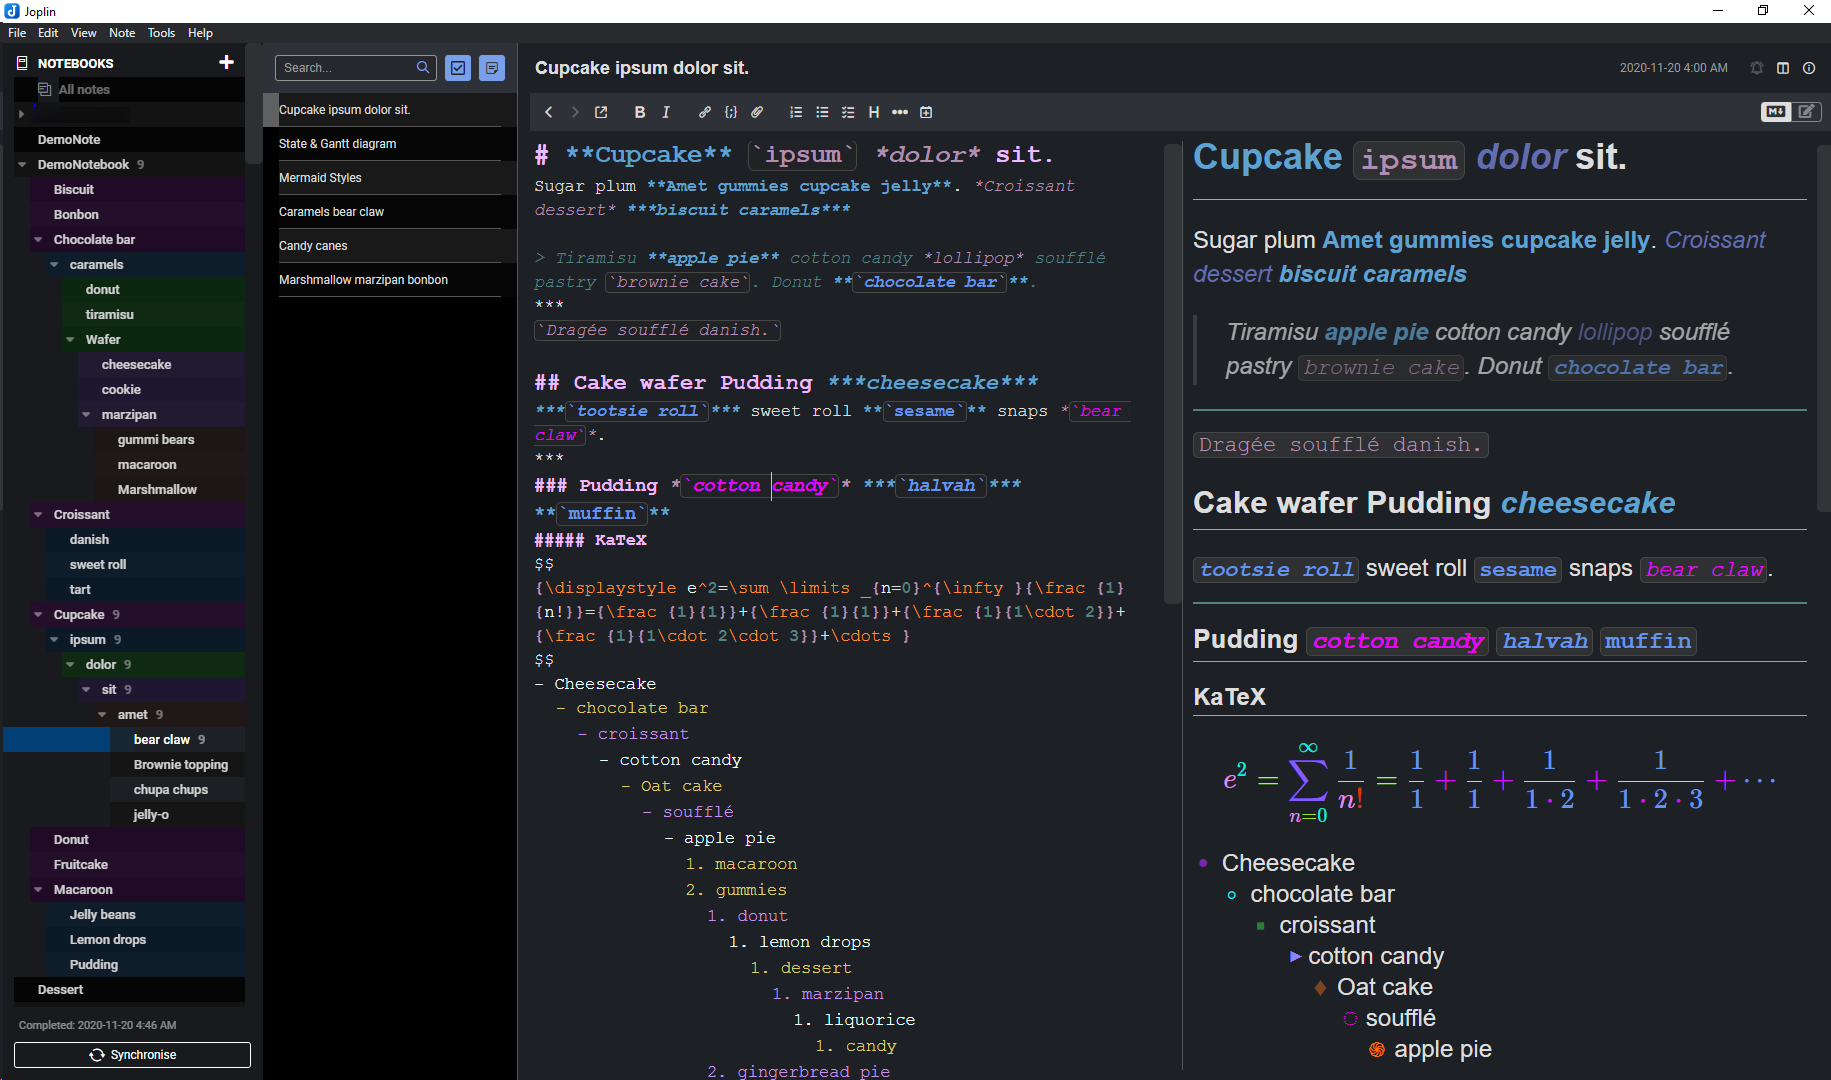 Joplin
File Edit View Note Tools Help
NOTEBOOKS +
All notes
DemoNote
DemoNotebook 9
Biscuit
Bonbon
Chocolate bar
caramels
donut
tiramisu
Wafer
cheesecake
cookie
marzipan
gummi bears
macaroon
Marshmallow
Croissant
danish
sweet roll
tart
Cupcake 9
ipsum 9
dolor 9
sit 9
amet 9
bear claw 9
Brownie topping
chupa chups
jelly-o
Donut
Fruitcake
Macaroon
Jelly beans
Lemon drops
Pudding
Dessert
Completed: 2020-11-20 4:46 AM
Synchronise
Search...
Cupcake ipsum dolor sit.
State & Gantt diagram
Mermaid Styles
Caramels bear claw
Candy canes
Marshmallow marzipan bonbon
Cupcake ipsum dolor sit.
2020-11-20 4:00 AM
B I {;} H
# **Cupcake** `ipsum` *dolor* sit.
Sugar plum **Amet gummies cupcake jelly**. *Croissant
dessert* ***biscuit caramels***
> Tiramisu **apple pie** cotton candy *lollipop* soufflé
pastry `brownie cake`. Donut **`chocolate bar`**.
***
`Dragée soufflé danish.`
## Cake wafer Pudding ***cheesecake***
***`tootsie roll`*** sweet roll **`sesame`** snaps *`bear
claw`*.
***
### Pudding *`cotton candy`* ***`halvah`***
**`muffin`**
##### KaTeX
$$
{\displaystyle e^2=\sum \limits _{n=0}^{\infty }{\frac {1}
{n!}}={\frac {1}{1}}+{\frac {1}{1}}+{\frac {1}{1\cdot 2}}+
{\frac {1}{1\cdot 2\cdot 3}}+\cdots }
$$
- Cheesecake
- chocolate bar
- croissant
- cotton candy
- Oat cake
- soufflé
- apple pie
1. macaroon
2. gummies
1. donut
1. lemon drops
1. dessert
1. marzipan
1. liquorice
1. candy
2. gingerbread pie
Cupcake ipsum dolor sit.
Sugar plum Amet gummies cupcake jelly. Croissant
dessert biscuit caramels
Tiramisu apple pie cotton candy lollipop soufflé
pastry brownie cake. Donut chocolate bar.
Dragée soufflé danish.
Cake wafer Pudding cheesecake
tootsie roll sweet roll sesame snaps bear claw.
Pudding cotton candy halvah muffin
KaTeX
e² = ∑ n=0 ∞ 1/n! = 1/1 + 1/1 + 1/(1·2) + 1/(1·2·3) + ⋯
Cheesecake
chocolate bar
croissant
cotton candy
Oat cake
soufflé
apple pie